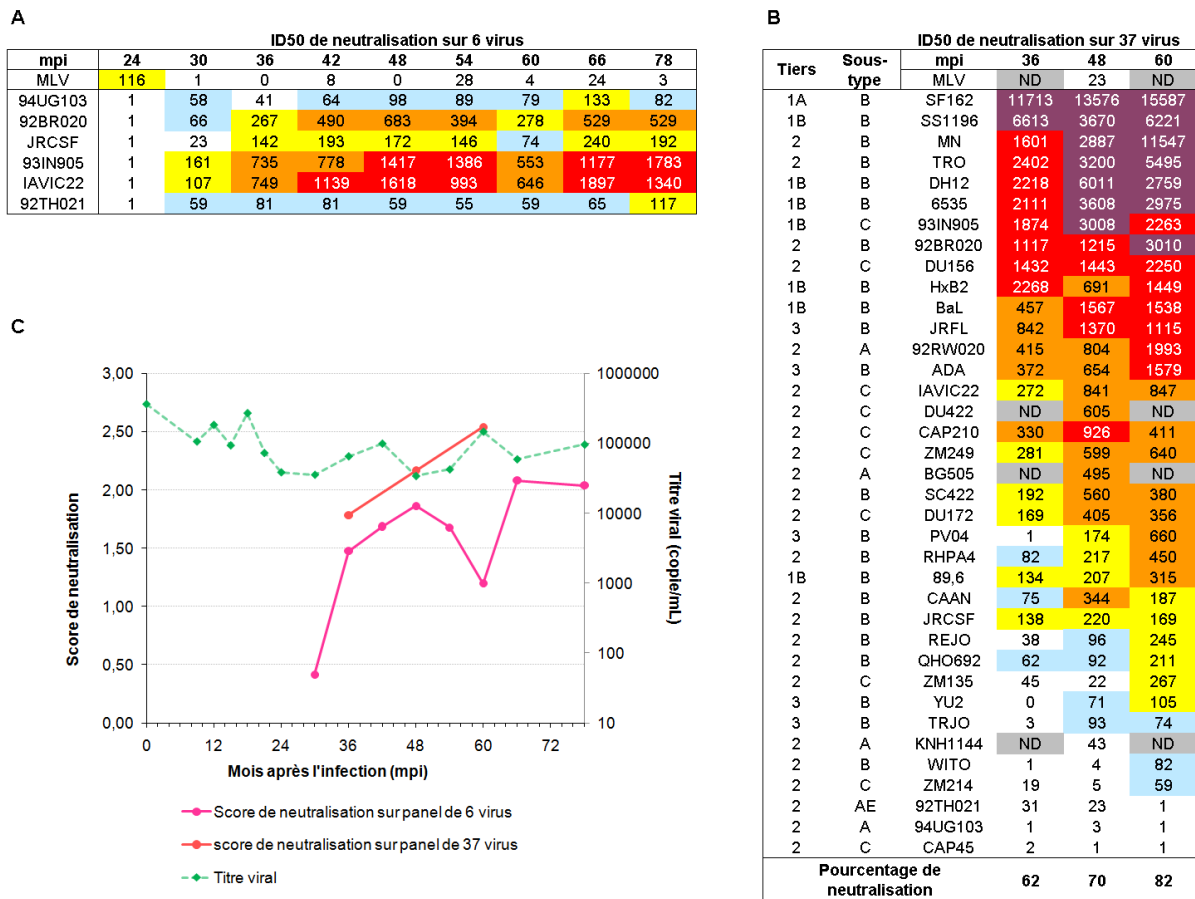 A
ID50 de neutralisation sur 6 virus
mpi 24 30 36 42 48 54 60 66 78
MLV 116 1 0 8 0 28 4 24 3
94UG103 1 58 41 64 98 89 79 133 82
92BR020 1 66 267 490 683 394 278 529 529
JRCSF 1 23 142 193 172 146 74 240 192
93IN905 1 161 735 778 1417 1386 553 1177 1783
IAVIC22 1 107 749 1139 1618 993 646 1897 1340
92TH021 1 59 81 81 59 55 59 65 117
B
ID50 de neutralisation sur 37 virus
Tiers Sous-type mpi 36 48 60
MLV ND 23 ND
1A B SF162 11713 13576 15587
1B B SS1196 6613 3670 6221
2 B MN 1601 2887 11547
2 B TRO 2402 3200 5495
1B B DH12 2218 6011 2759
1B B 6535 2111 3608 2975
1B C 93IN905 1874 3008 2263
2 B 92BR020 1117 1215 3010
2 C DU156 1432 1443 2250
1B B HxB2 2268 691 1449
1B B BaL 457 1567 1538
3 B JRFL 842 1370 1115
2 A 92RW020 415 804 1993
3 B ADA 372 654 1579
2 C IAVIC22 272 841 847
2 C DU422 ND 605 ND
2 C CAP210 330 926 411
2 C ZM249 281 599 640
2 A BG505 ND 495 ND
2 B SC422 192 560 380
2 C DU172 169 405 356
3 B PV04 1 174 660
2 B RHPA4 82 217 450
1B B 89,6 134 207 315
2 B CAAN 75 344 187
2 B JRCSF 138 220 169
2 B REJO 38 96 245
2 B QHO692 62 92 211
2 C ZM135 45 22 267
3 B YU2 0 71 105
3 B TRJO 3 93 74
2 A KNH1144 ND 43 ND
2 B WITO 1 4 82
2 C ZM214 19 5 59
2 AE 92TH021 31 23 1
2 A 94UG103 1 3 1
2 C CAP45 2 1 1
Pourcentage de neutralisation 62 70 82
C
Score de neutralisation
3,00
2,50
2,00
1,50
1,00
0,50
0,00
0 12 24 36 48 60 72
Mois après l'infection (mpi)
1000000
100000
10000
1000
100
10
Titre viral (copie/mL)
Score de neutralisation sur panel de 6 virus
score de neutralisation sur panel de 37 virus
Titre viral